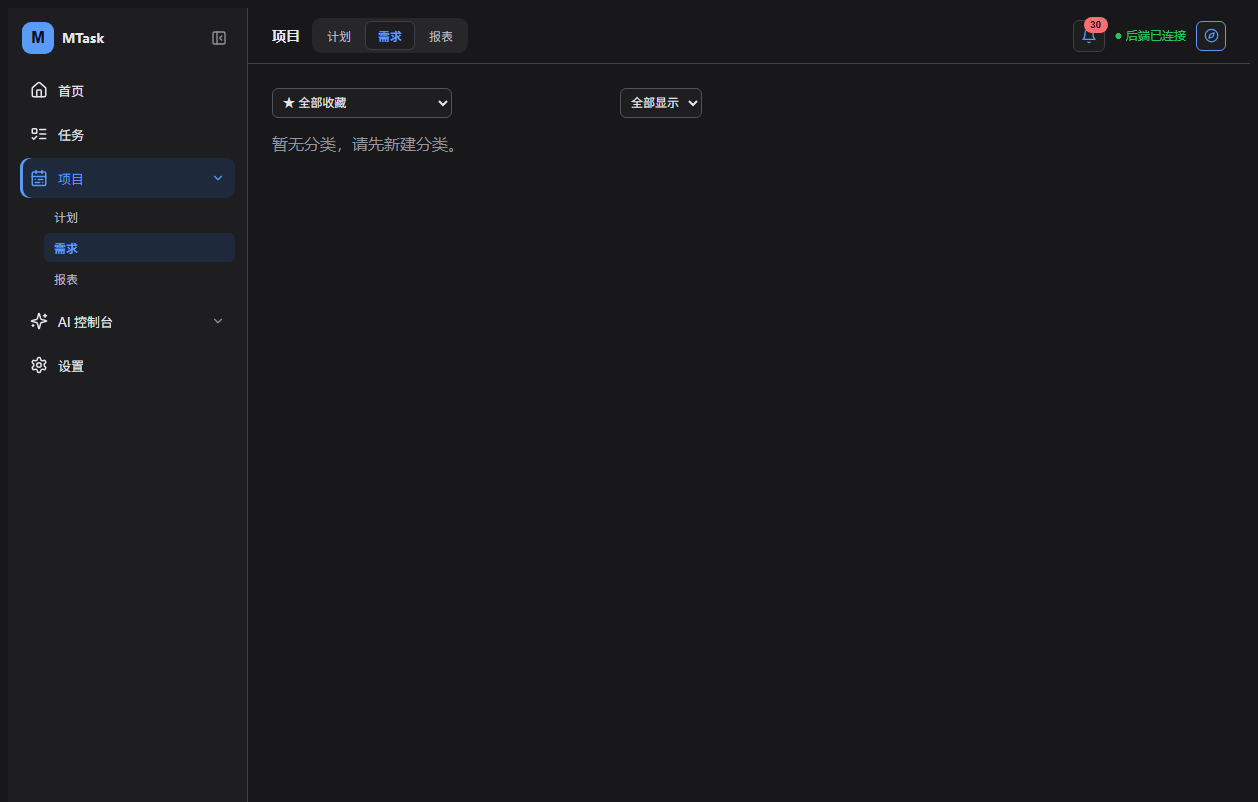 M MTask
首页
任务
项目
计划
需求
报表
AI 控制台
设置
项目 计划 需求 报表
30
后端已连接
★ 全部收藏
全部显示
暂无分类，请先新建分类。